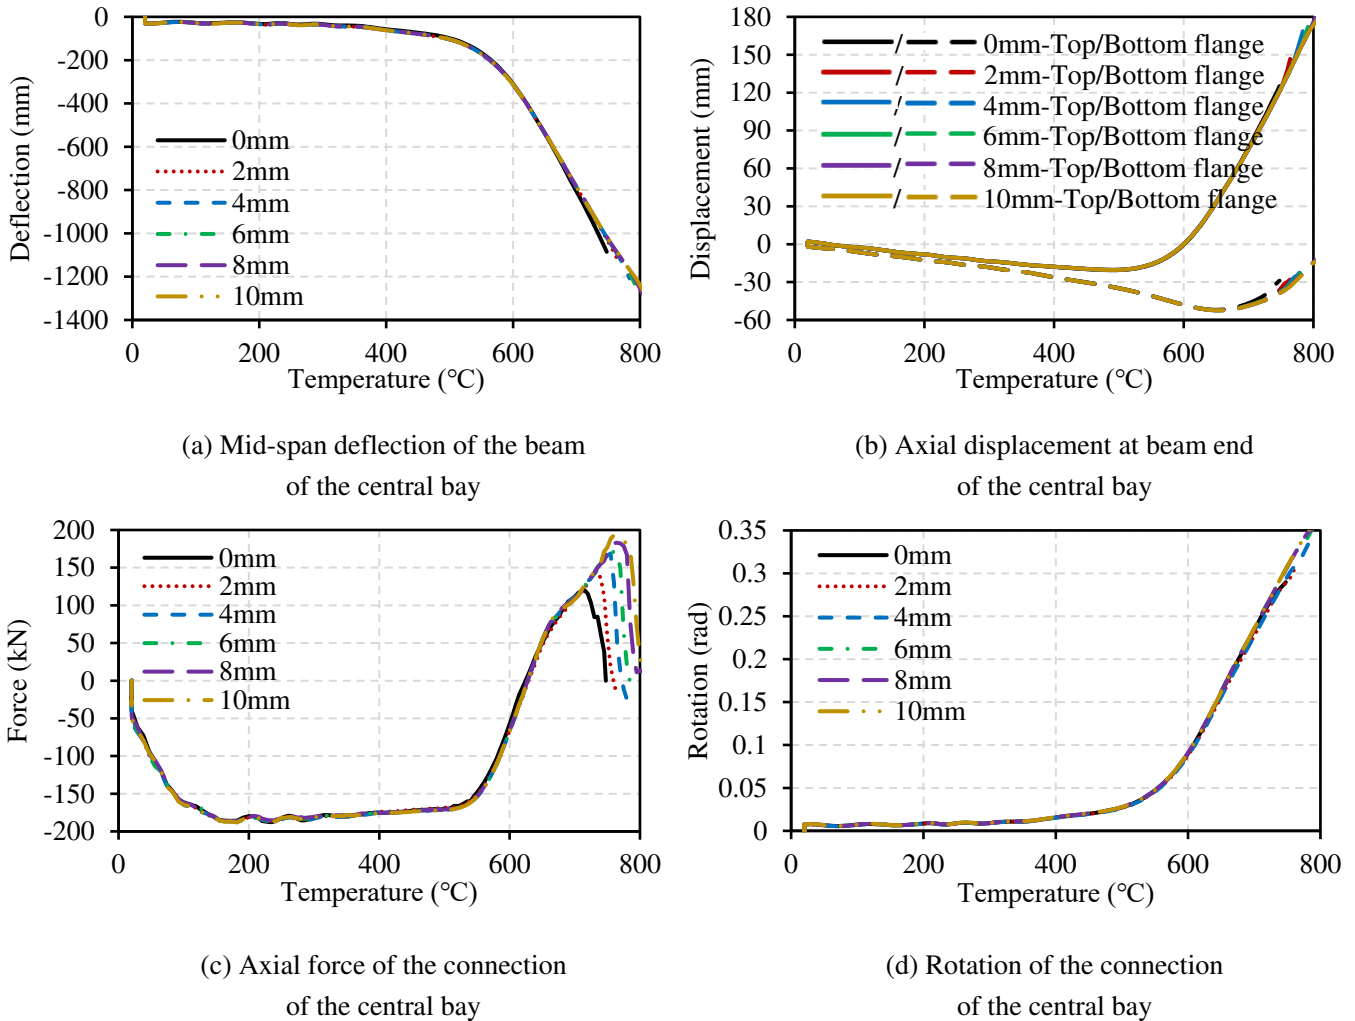 0
-200
-400
-600
-800
-1000
-1200
-1400
Deflection (mm)
0mm
2mm
4mm
6mm
8mm
10mm
0 200 400 600 800
Temperature (℃)
(a) Mid-span deflection of the beam
of the central bay
180
150
120
90
60
30
0
-30
-60
Displacement (mm)
/ 0mm-Top/Bottom flange
/ 2mm-Top/Bottom flange
/ 4mm-Top/Bottom flange
/ 6mm-Top/Bottom flange
/ 8mm-Top/Bottom flange
/ 10mm-Top/Bottom flange
0 200 400 600 800
Temperature (℃)
(b) Axial displacement at beam end
of the central bay
200
150
100
50
0
-50
-100
-150
-200
Force (kN)
0mm
2mm
4mm
6mm
8mm
10mm
0 200 400 600 800
Temperature (℃)
(c) Axial force of the connection
of the central bay
0.35
0.3
0.25
0.2
0.15
0.1
0.05
0
Rotation (rad)
0mm
2mm
4mm
6mm
8mm
10mm
0 200 400 600 800
Temperature (℃)
(d) Rotation of the connection
of the central bay